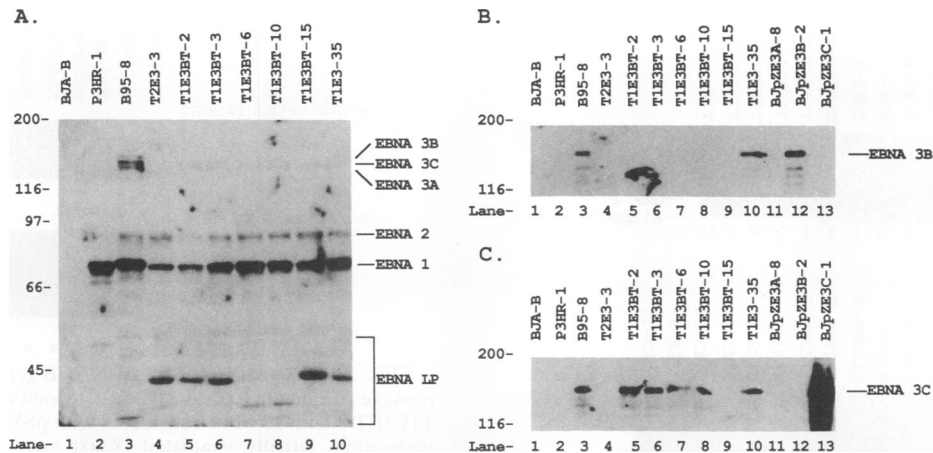 A.
BJA-B
P3HR-1
B95-8
T2E3-3
T1E3BT-2
T1E3BT-3
T1E3BT-6
T1E3BT-10
T1E3BT-15
T1E3-35
200-
116-
97-
66-
45-
EBNA 3B
EBNA 3C
EBNA 3A
EBNA 2
EBNA 1
EBNA LP
Lane- 1 2 3 4 5 6 7 8 9 10
B.
BJA-B
P3HR-1
B95-8
T2E3-3
T1E3BT-2
T1E3BT-3
T1E3BT-6
T1E3BT-10
T1E3BT-15
T1E3-35
BJpZE3A-8
BJpZE3B-2
BJpZE3C-1
200-
116-
EBNA 3B
Lane- 1 2 3 4 5 6 7 8 9 10 11 12 13
C.
BJA-B
P3HR-1
B95-8
T2E3-3
T1E3BT-2
T1E3BT-3
T1E3BT-6
T1E3BT-10
T1E3BT-15
T1E3-35
BJpZE3A-8
BJpZE3B-2
BJpZE3C-1
200-
116-
EBNA 3C
Lane- 1 2 3 4 5 6 7 8 9 10 11 12 13